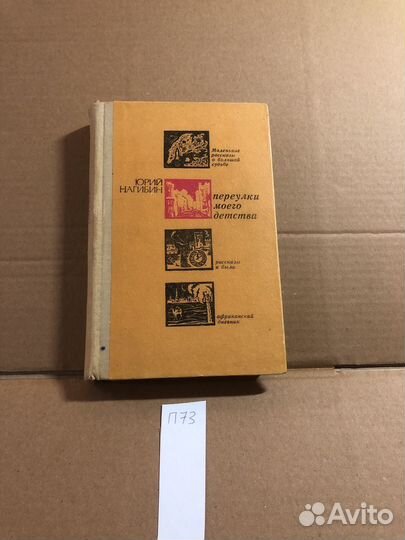 Маленькие
рассказы
о большой
судьбе
ЮРИЙ
НАГИБИН
переулки
моего
детства
рассказы
и были
африканский
дневник
П73
Avito